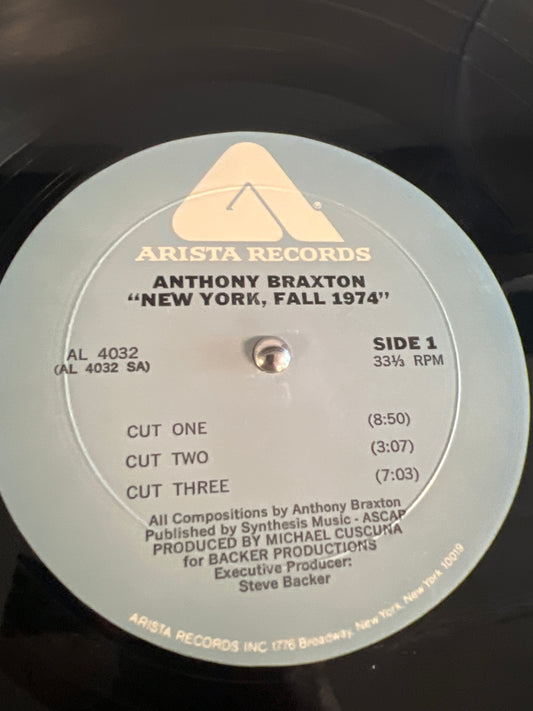 ®
ARISTA RECORDS
ANTHONY BRAXTON
"NEW YORK, FALL 1974"
AL 4032
(AL 4032 SA)
SIDE 1
33⅓ RPM
CUT ONE (8:50)
CUT TWO (3:07)
CUT THREE (7:03)
All Compositions by Anthony Braxton
Published by Synthesis Music - ASCAP
PRODUCED BY MICHAEL CUSCUNA
for BACKER PRODUCTIONS
Executive Producer:
Steve Backer
ARISTA RECORDS INC 1776 Broadway, New York, New York 10019